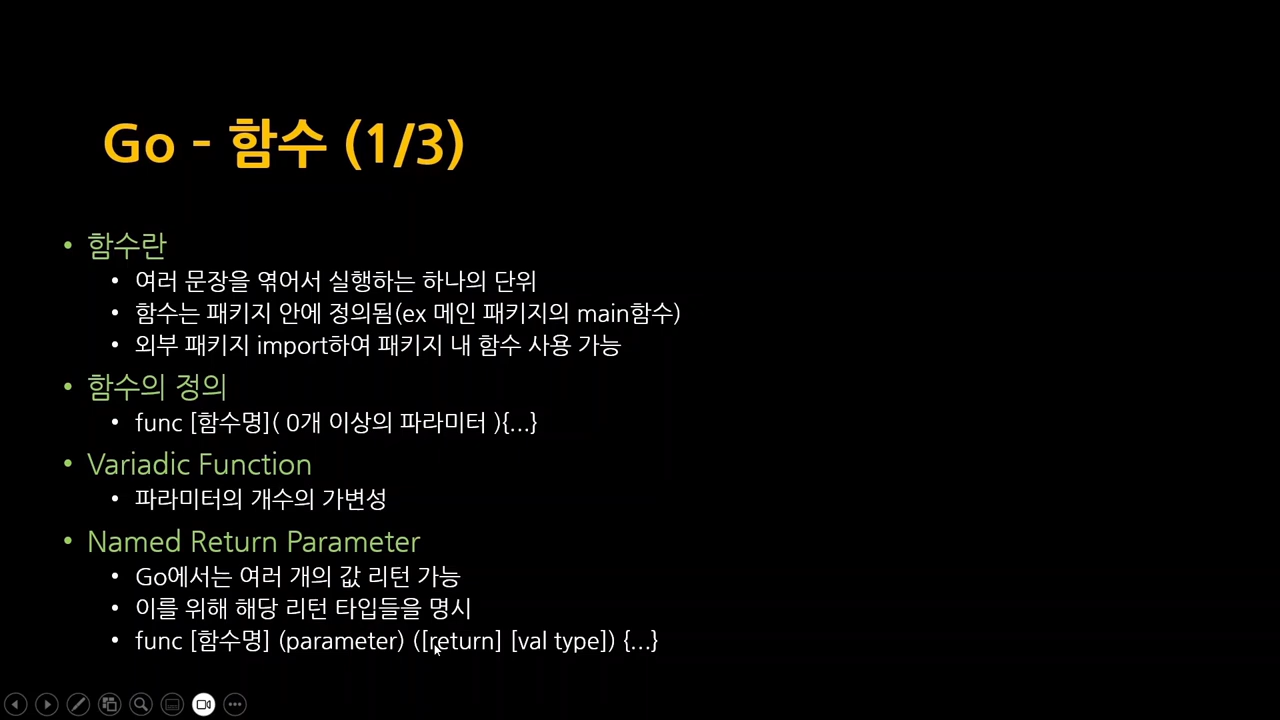 Go - 함수 (1/3)
• 함수란
• 여러 문장을 엮어서 실행하는 하나의 단위
• 함수는 패키지 안에 정의됨(ex 메인 패키지의 main함수)
• 외부 패키지 import하여 패키지 내 함수 사용 가능
• 함수의 정의
• func [함수명]( 0개 이상의 파라미터 ){...}
• Variadic Function
• 파라미터의 개수의 가변성
• Named Return Parameter
• Go에서는 여러 개의 값 리턴 가능
• 이를 위해 해당 리턴 타입들을 명시
• func [함수명] (parameter) ([return] [val type]) {...}